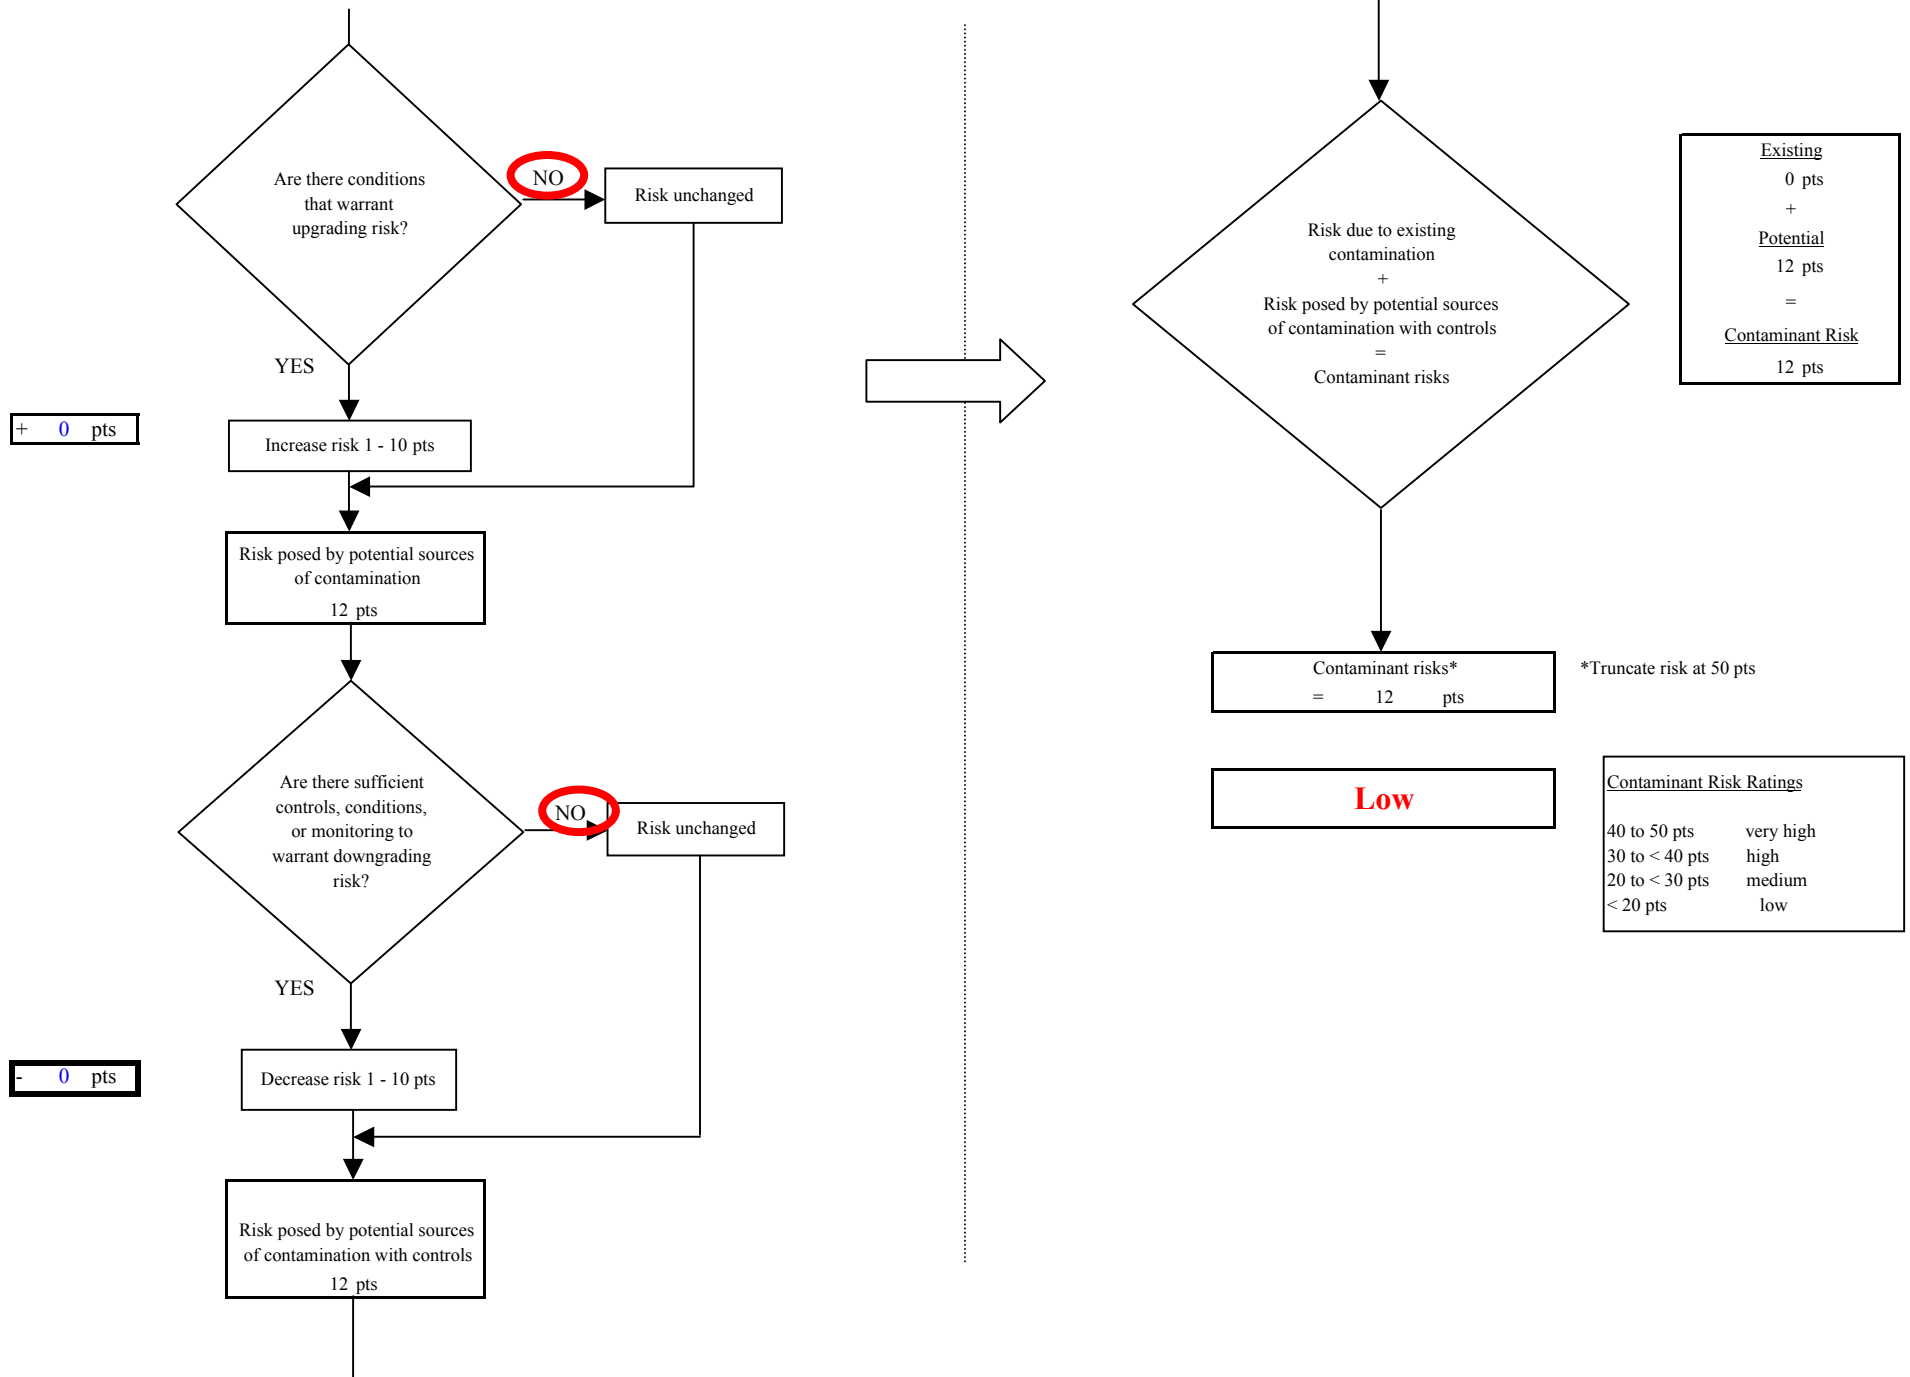 Are there conditions
that warrant
upgrading risk?
NO
Risk unchanged
YES
+ 0 pts
Increase risk 1 - 10 pts
Risk posed by potential sources
of contamination
12 pts
Are there sufficient
controls, conditions,
or monitoring to
warrant downgrading
risk?
NO
Risk unchanged
YES
- 0 pts
Decrease risk 1 - 10 pts
Risk posed by potential sources
of contamination with controls
12 pts
Risk due to existing
contamination
+
Risk posed by potential sources
of contamination with controls
=
Contaminant risks
Existing
0 pts
+
Potential
12 pts
=
Contaminant Risk
12 pts
Contaminant risks*
= 12 pts
*Truncate risk at 50 pts
Low
Contaminant Risk Ratings
40 to 50 pts very high
30 to < 40 pts high
20 to < 30 pts medium
< 20 pts low